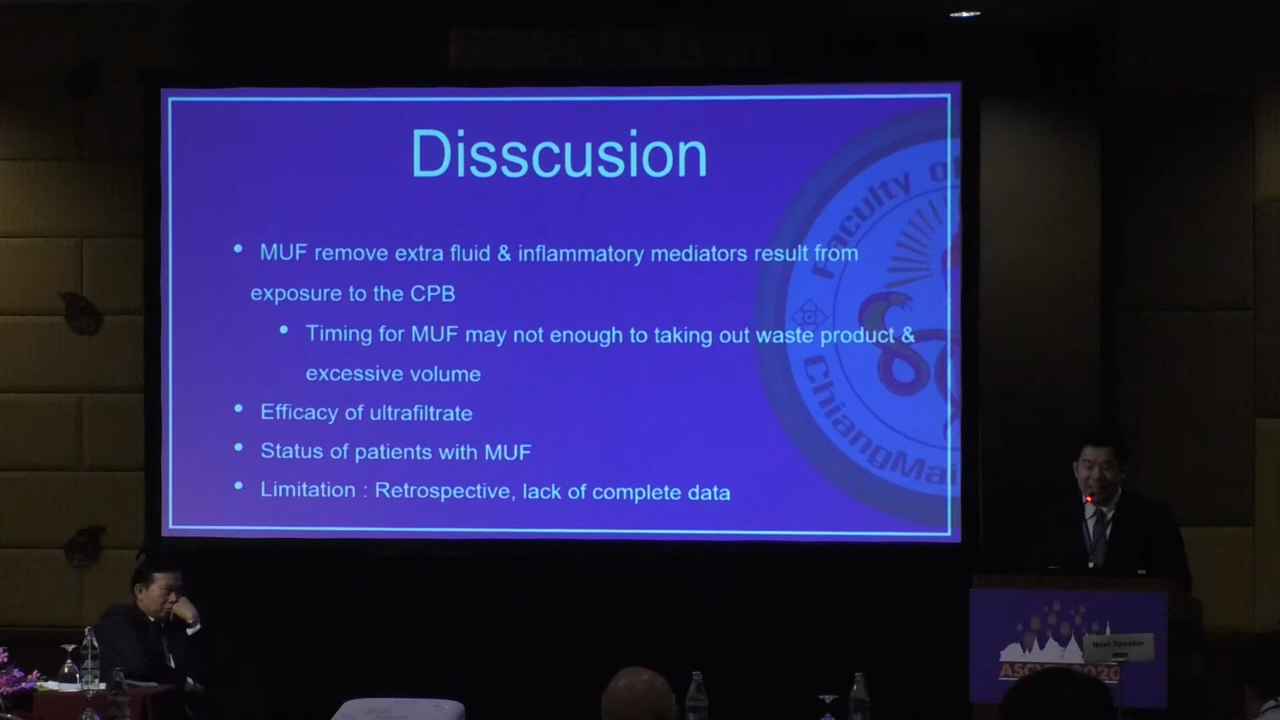 Disscusion
• MUF remove extra fluid & inflammatory mediators result from
exposure to the CPB
• Timing for MUF may not enough to taking out waste product &
excessive volume
• Efficacy of ultrafiltrate
• Status of patients with MUF
• Limitation : Retrospective, lack of complete data
Faculty of
ChiangMai
Next Speaker
2020